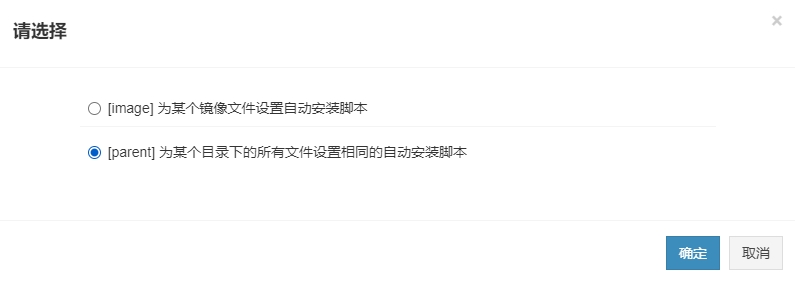 请选择
×
[image] 为某个镜像文件设置自动安装脚本
[parent] 为某个目录下的所有文件设置相同的自动安装脚本
确定 取消